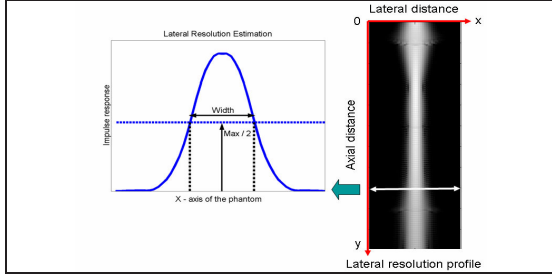 Lateral Resolution Estimation
Impulse response
Width
Max / 2
X - axis of the phantom
Lateral distance
0
x
Axial distance
y
Lateral resolution profile